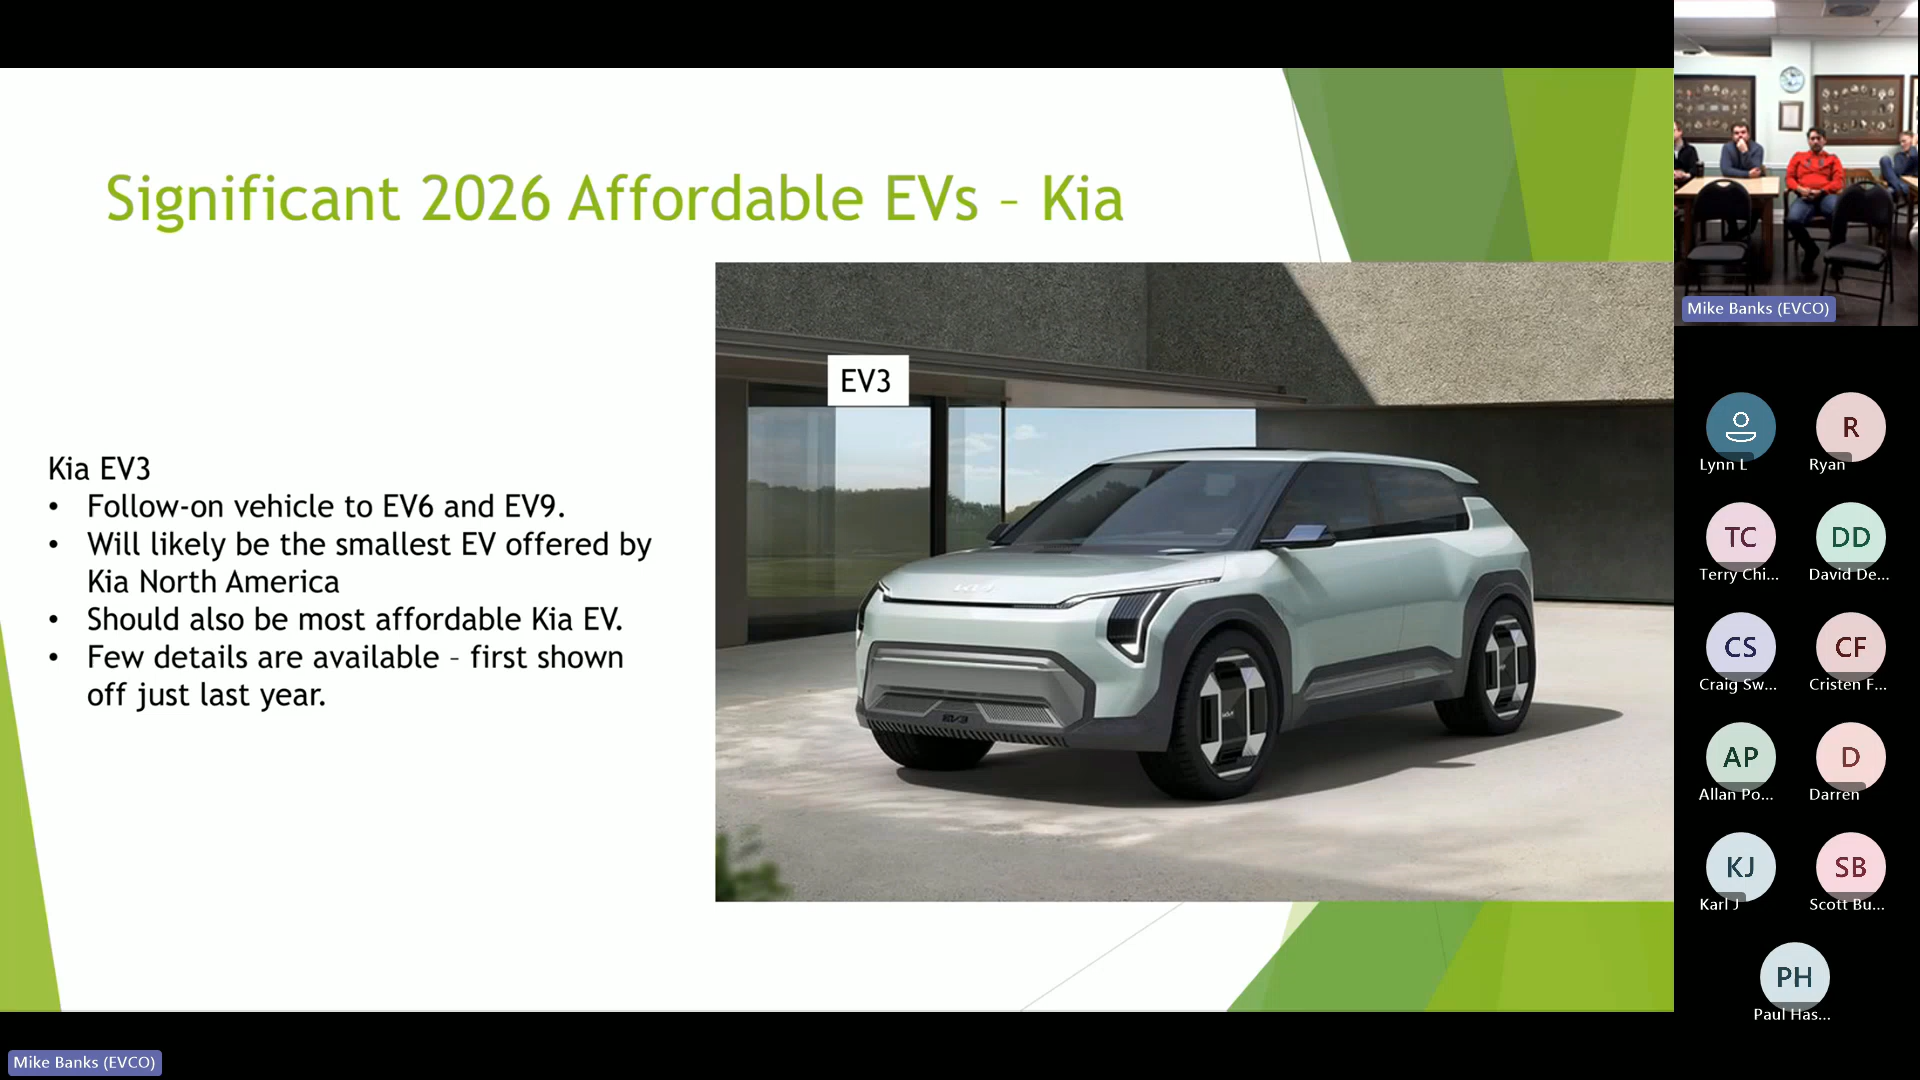 Significant 2026 Affordable EVs – Kia
EV3
Kia EV3
• Follow-on vehicle to EV6 and EV9.
• Will likely be the smallest EV offered by
Kia North America
• Should also be most affordable Kia EV.
• Few details are available – first shown
off just last year.
KIA
EV3
Mike Banks (EVCO)
Lynn L
R
Ryan
TC
Terry Chi...
DD
David De...
CS
Craig Sw...
CF
Cristen F...
AP
Allan Po...
D
Darren
KJ
Karl J
SB
Scott Bu...
PH
Paul Has...
Mike Banks (EVCO)